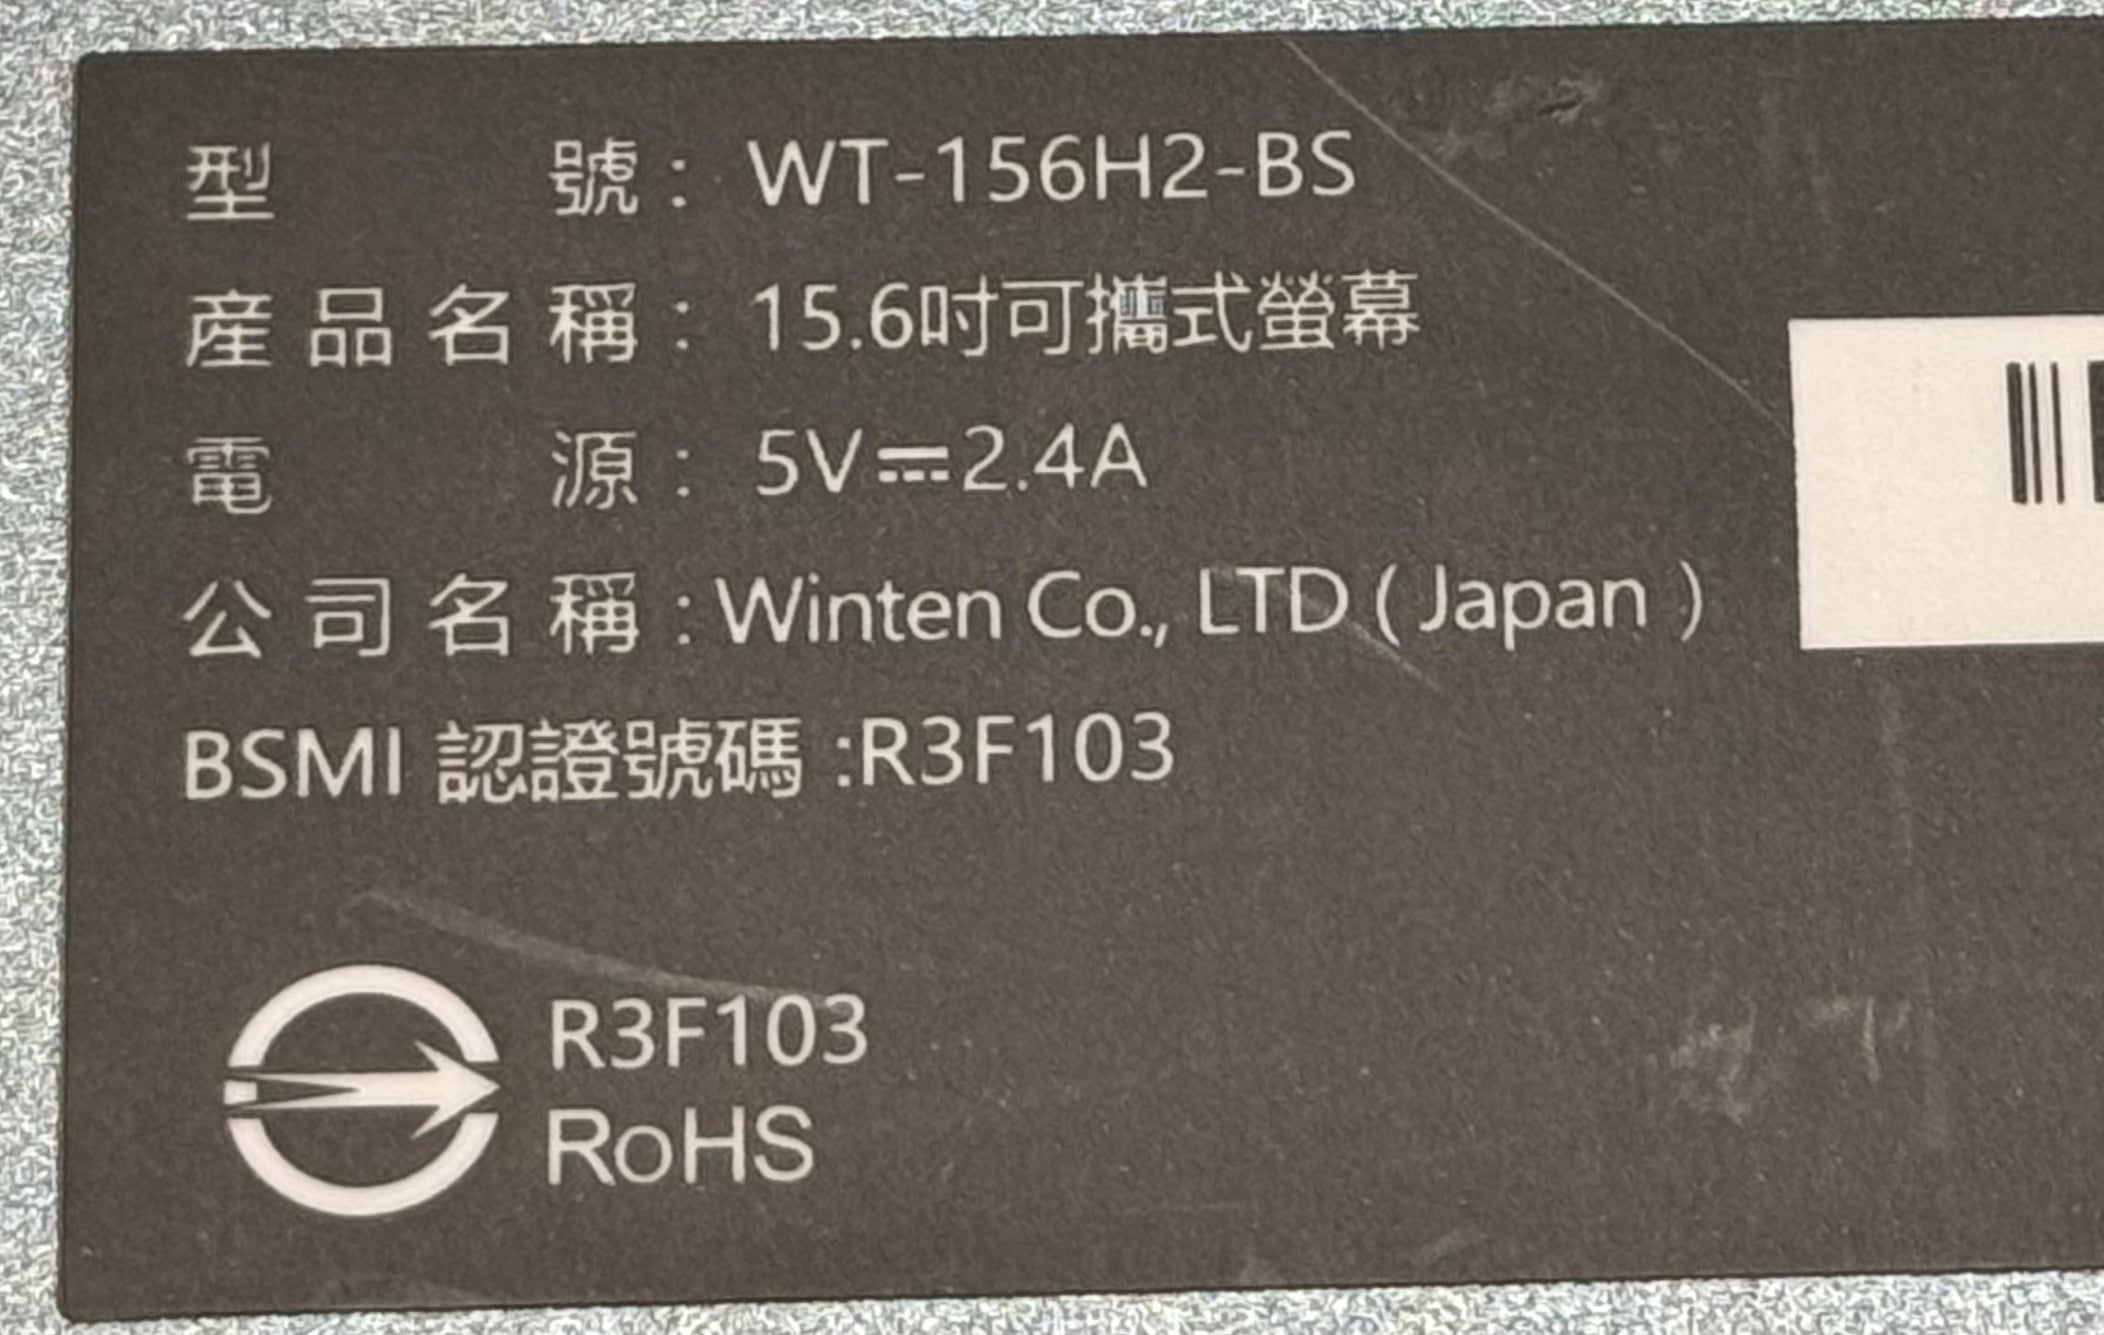 型號： WT-156H2-BS
産品名稱： 15.6吋可攜式螢幕
電源： 5V⎓2.4A
公司名稱：Winten Co., LTD ( Japan )
BSMI 認證號碼 :R3F103
R3F103
RoHS